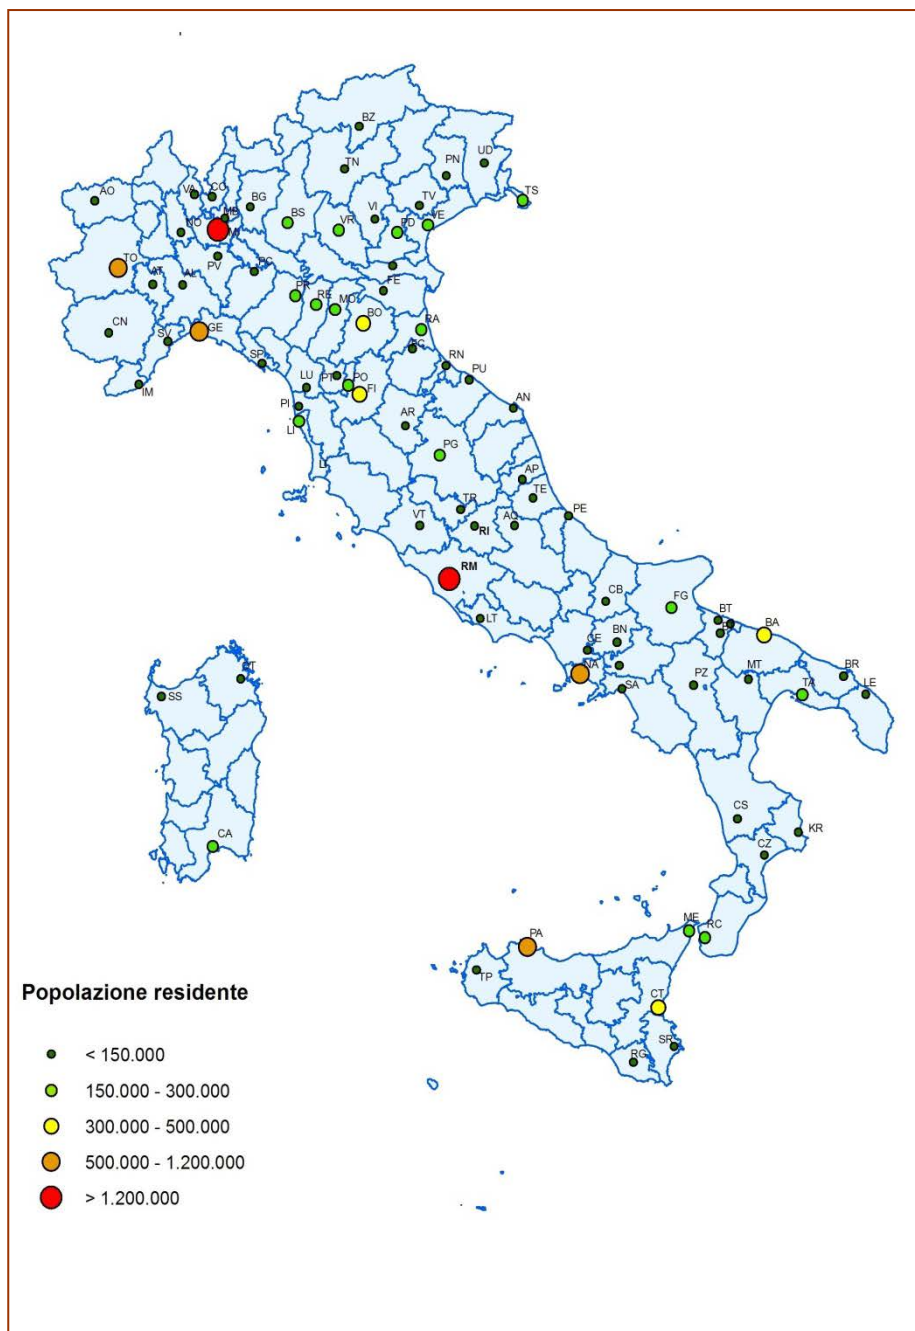 BZ
UD
TN
PN
TS
AO
VA
CO
BG
TV
MB
BS
VR
VI
PD
VE
NO
MI
TO
PV
PC
AT
AL
FE
PR
RE
MO
BO
RA
CN
SV
GE
FC
SP
RN
PU
IM
LU
PT
PO
FI
PI
AN
LI
AR
PG
LI
AP
TE
TR
PE
VT
RI
AQ
RM
CB
FG
LT
BN
BT
BA
CE
NA
SA
PZ
MT
BR
TA
LE
OT
SS
CS
KR
CZ
CA
ME
RC
PA
TP
CT
SR
RG
Popolazione residente
< 150.000
150.000 - 300.000
300.000 - 500.000
500.000 - 1.200.000
> 1.200.000